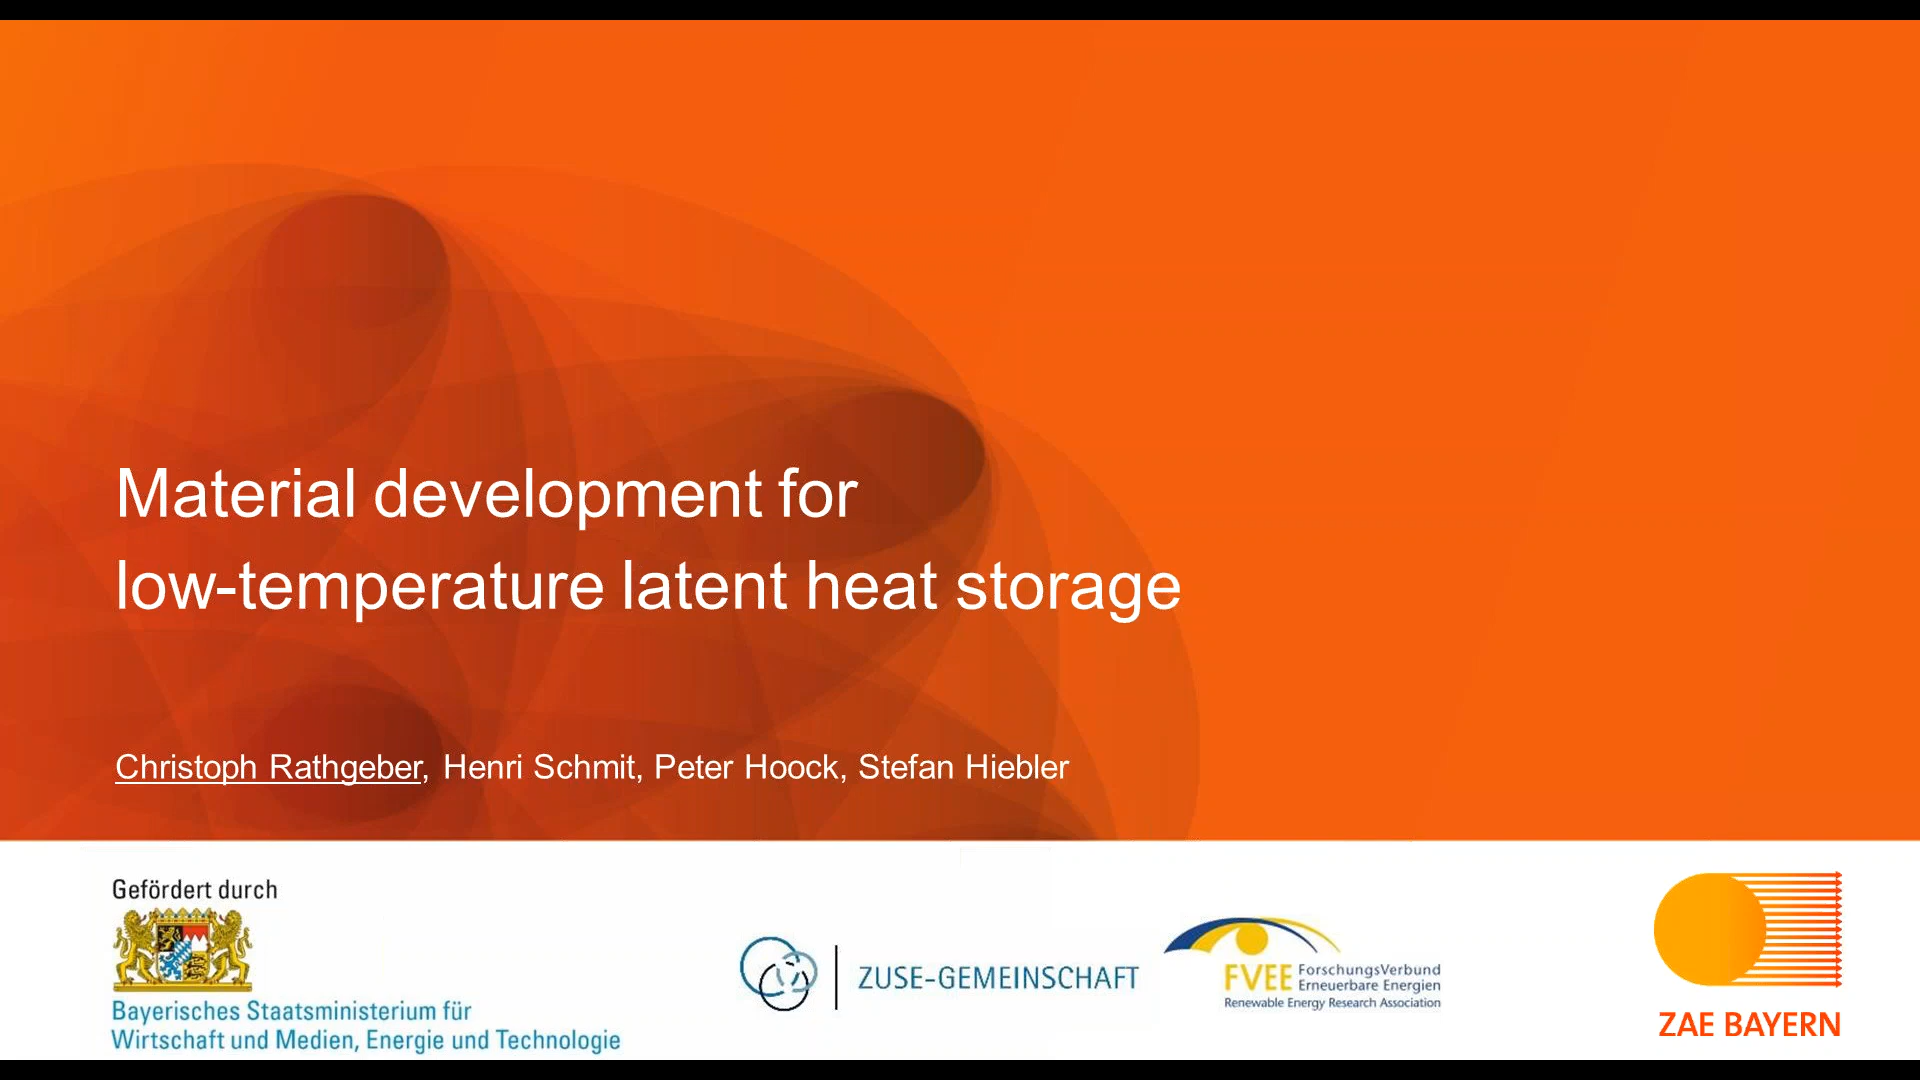 Material development for
low-temperature latent heat storage
Christoph Rathgeber, Henri Schmit, Peter Hoock, Stefan Hiebler
Gefördert durch
Bayerisches Staatsministerium für
Wirtschaft und Medien, Energie und Technologie
ZUSE-GEMEINSCHAFT
FVEE ForschungsVerbund
Erneuerbare Energien
Renewable Energy Research Association
ZAE BAYERN